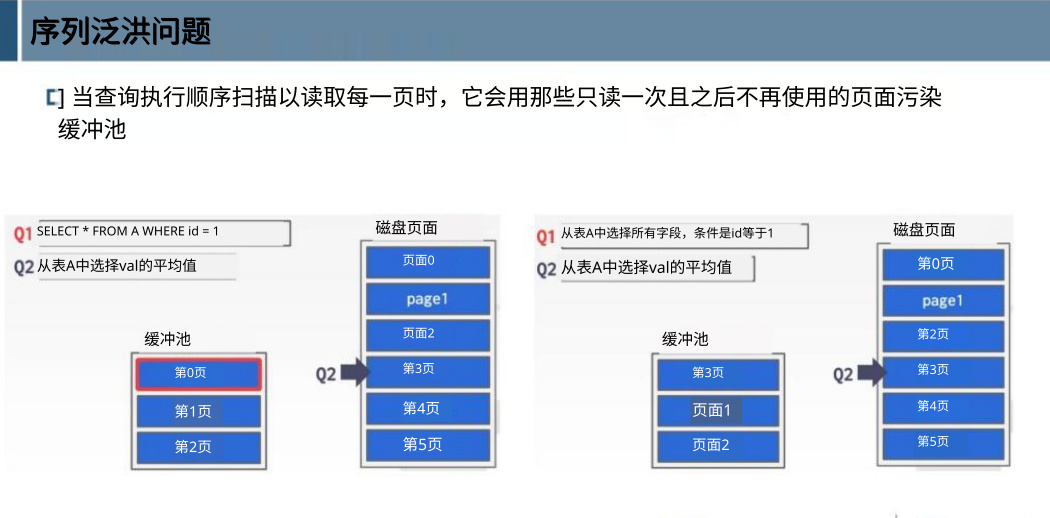 序列泛洪问题
] 当查询执行顺序扫描以读取每一页时，它会用那些只读一次且之后不再使用的页面污染
缓冲池
Q1 SELECT * FROM A WHERE id = 1
Q2 从表A中选择val的平均值
磁盘页面
页面0
page1
页面2
第3页
第4页
第5页
Q2
缓冲池
第0页
第1页
第2页
Q1 从表A中选择所有字段，条件是id等于1
Q2 从表A中选择val的平均值
磁盘页面
第0页
page1
第2页
第3页
第4页
第5页
Q2
缓冲池
第3页
页面1
页面2